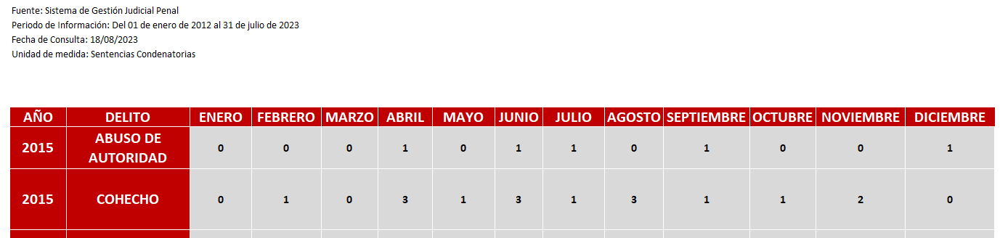 Fuente: Sistema de Gestión Judicial Penal
Periodo de Información: Del 01 de enero de 2012 al 31 de julio de 2023
Fecha de Consulta: 18/08/2023
Unidad de medida: Sentencias Condenatorias
AÑO DELITO ENERO FEBRERO MARZO ABRIL MAYO JUNIO JULIO AGOSTO SEPTIEMBRE OCTUBRE NOVIEMBRE DICIEMBRE
2015 ABUSO DE AUTORIDAD 0 0 0 1 0 1 1 0 1 0 0 1
2015 COHECHO 0 1 0 3 1 3 1 3 1 1 2 0